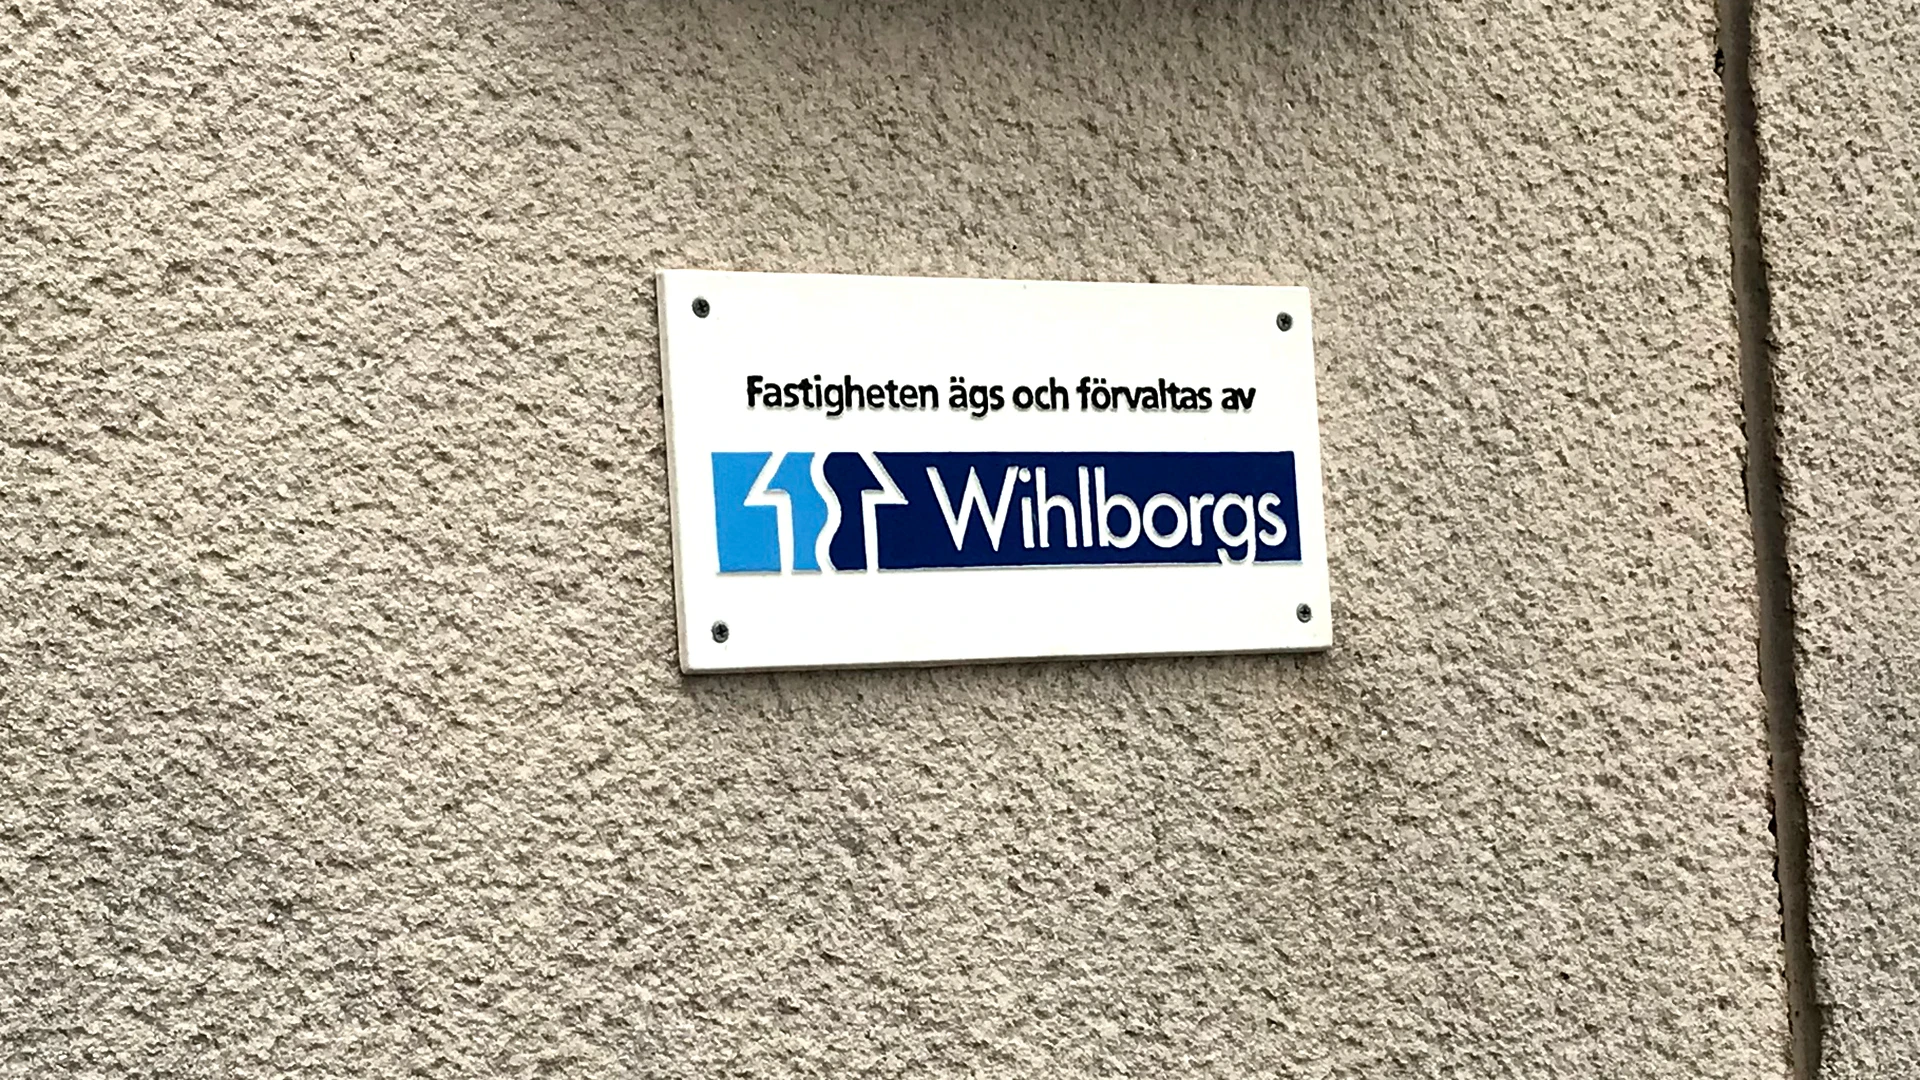 Fastigheten ägs och förvaltas av
Wihlborgs